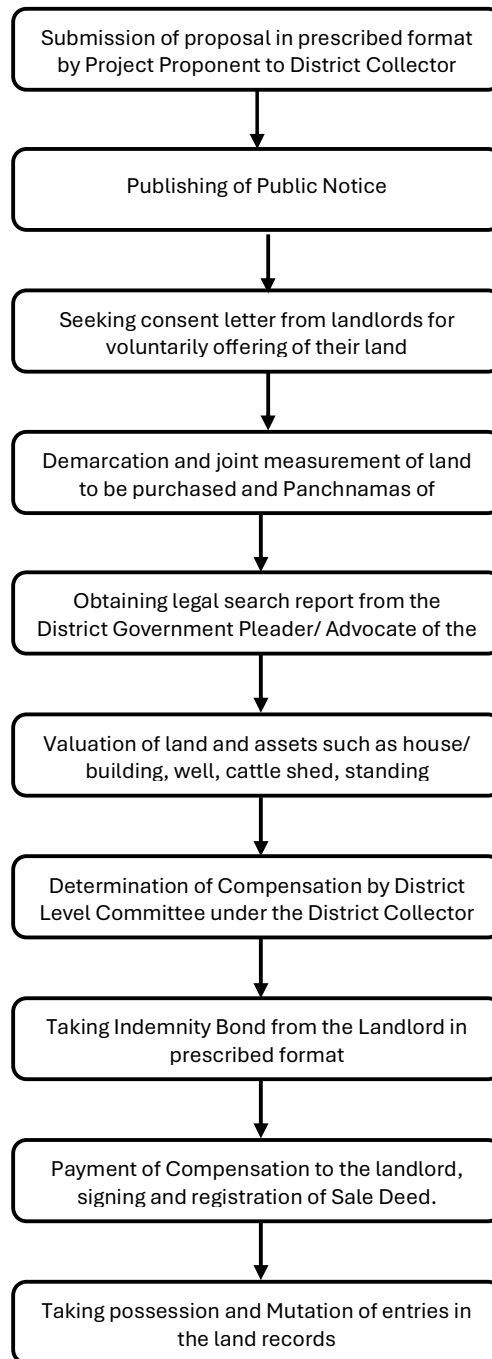 Submission of proposal in prescribed format
by Project Proponent to District Collector
Publishing of Public Notice
Seeking consent letter from landlords for
voluntarily offering of their land
Demarcation and joint measurement of land
to be purchased and Panchnamas of
Obtaining legal search report from the
District Government Pleader/ Advocate of the
Valuation of land and assets such as house/
building, well, cattle shed, standing
Determination of Compensation by District
Level Committee under the District Collector
Taking Indemnity Bond from the Landlord in
prescribed format
Payment of Compensation to the landlord,
signing and registration of Sale Deed.
Taking possession and Mutation of entries in
the land records